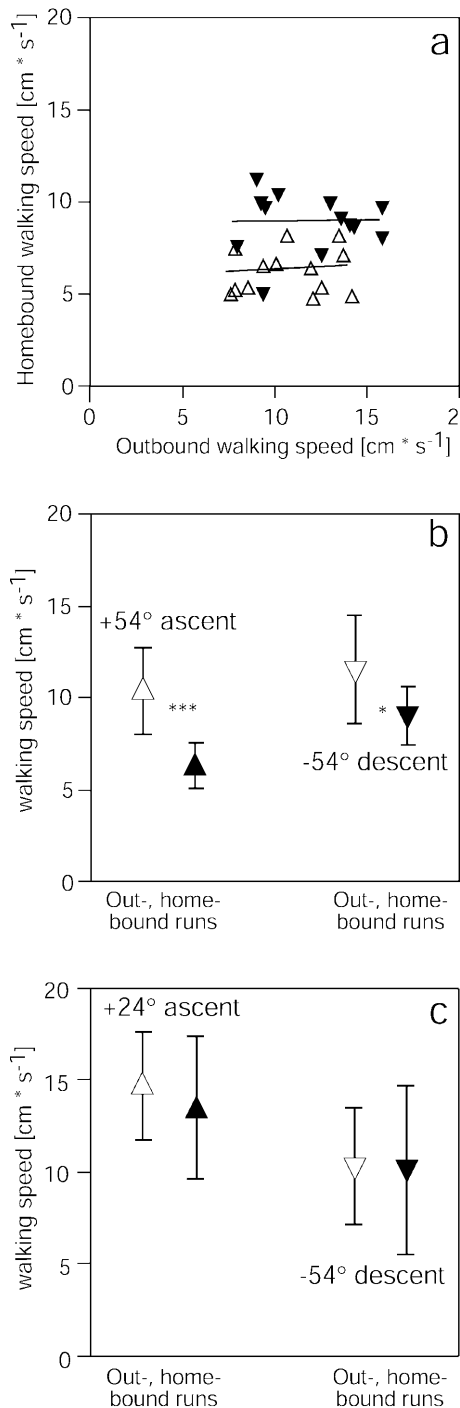 a
20
15
10
5
0
Homebound walking speed [cm * s-1]
0 5 10 15 2
Outbound walking speed [cm * s-1]
b
20
15
10
5
0
walking speed [cm * s-1]
+54° ascent
***
*
-54° descent
Out-, home- Out-, home-
bound runs bound runs
c
20
15
10
5
0
walking speed [cm * s-1]
+24° ascent
-54° descent
Out-, home- Out-, home-
bound runs bound runs